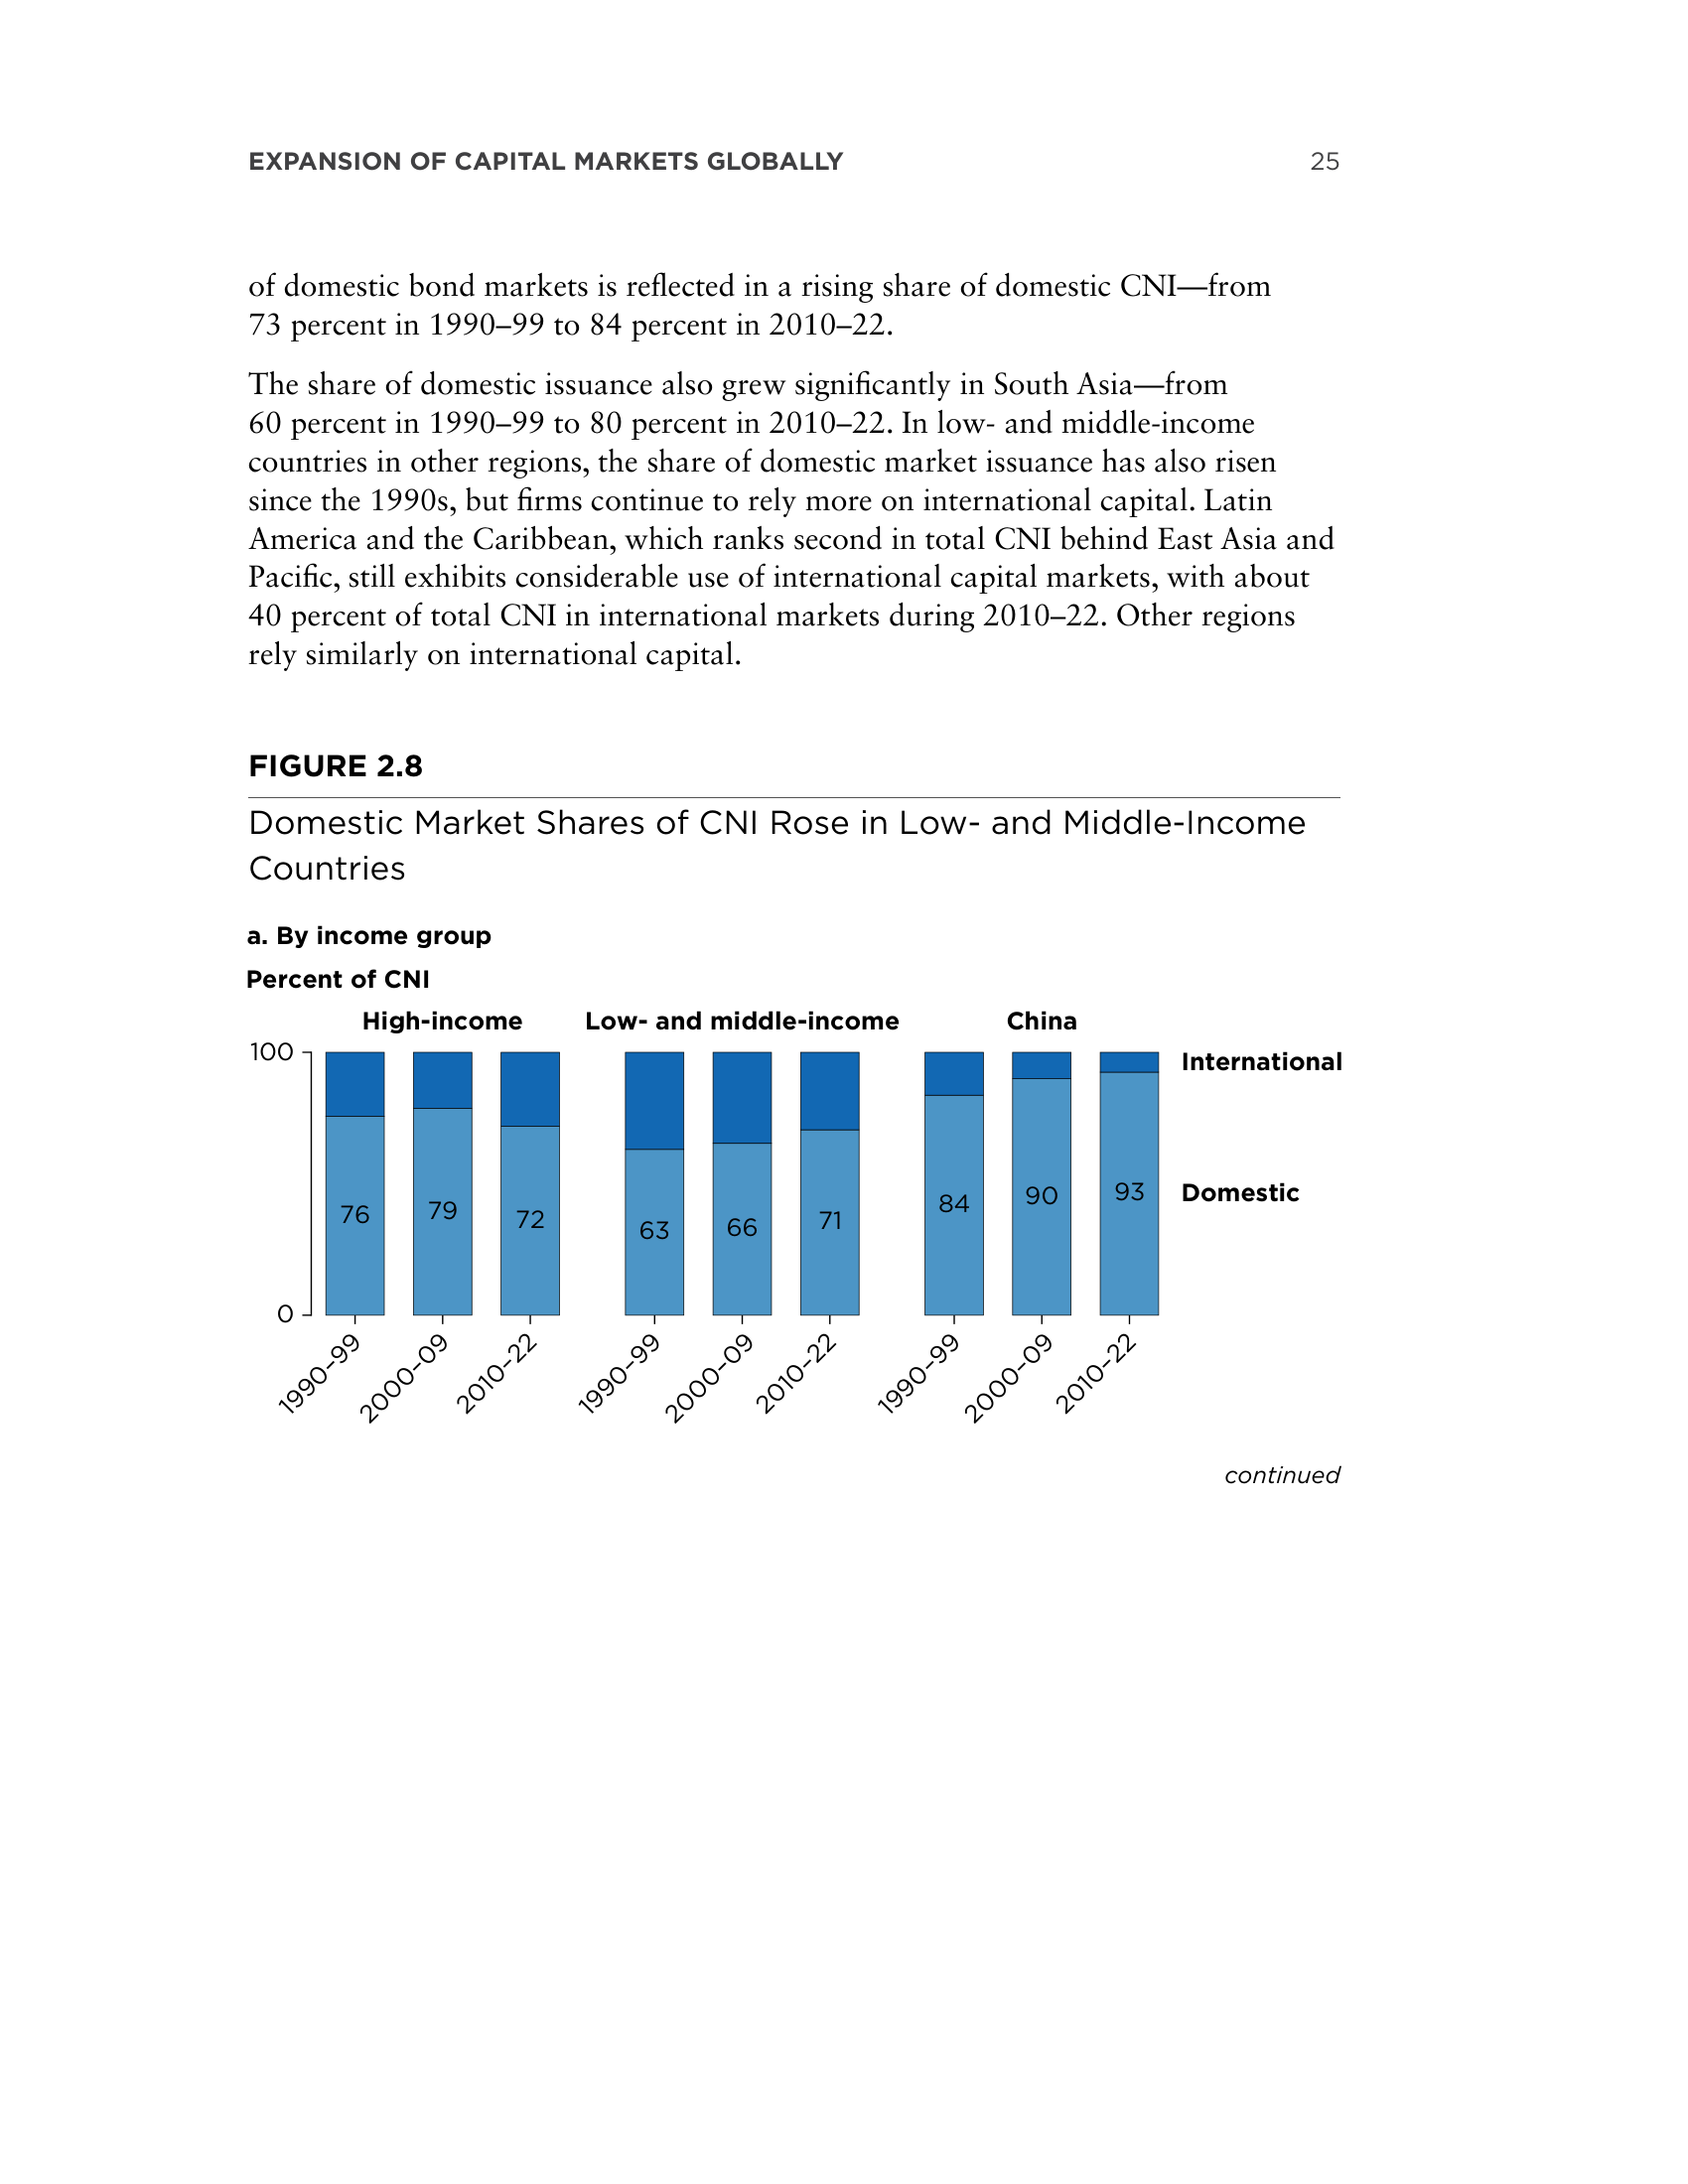 EXPANSION OF CAPITAL MARKETS GLOBALLY 25
of domestic bond markets is reflected in a rising share of domestic CNI—from
73 percent in 1990–99 to 84 percent in 2010–22.
The share of domestic issuance also grew significantly in South Asia—from
60 percent in 1990–99 to 80 percent in 2010–22. In low- and middle-income
countries in other regions, the share of domestic market issuance has also risen
since the 1990s, but firms continue to rely more on international capital. Latin
America and the Caribbean, which ranks second in total CNI behind East Asia and
Pacific, still exhibits considerable use of international capital markets, with about
40 percent of total CNI in international markets during 2010–22. Other regions
rely similarly on international capital.
FIGURE 2.8
Domestic Market Shares of CNI Rose in Low- and Middle-Income
Countries
a. By income group
Percent of CNI
High-income Low- and middle-income China
100 International
76 79 72 63 66 71 84 90 93 Domestic
0
1990–99 2000–09 2010–22 1990–99 2000–09 2010–22 1990–99 2000–09 2010–22
continued